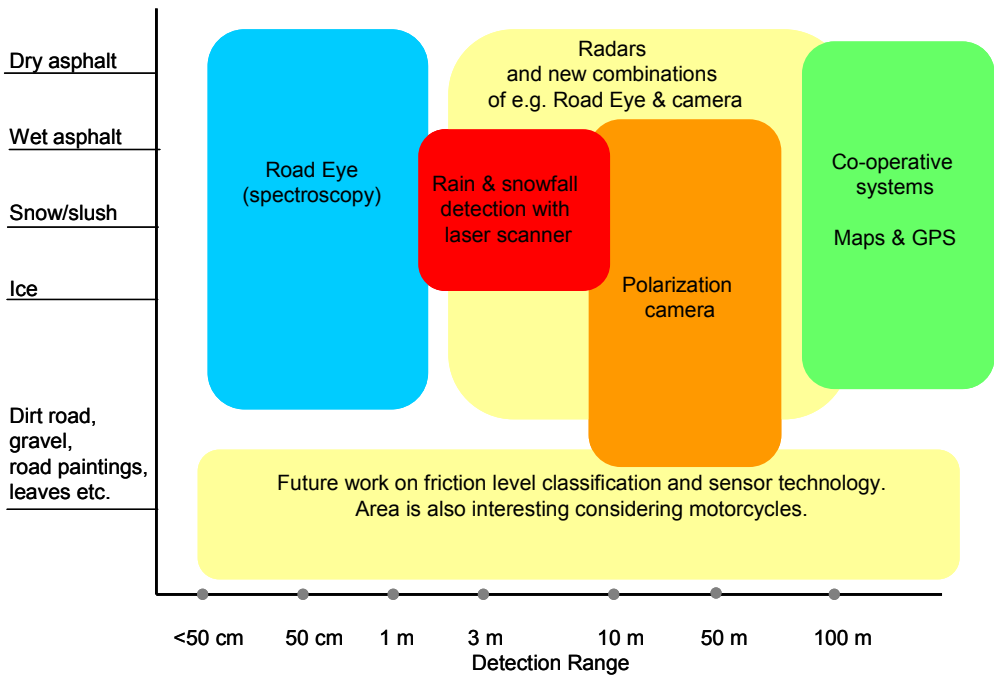 Dry asphalt
Wet asphalt
Snow/slush
Ice
Dirt road,
gravel,
road paintings,
leaves etc.
Road Eye
(spectroscopy)
Rain & snowfall
detection with
laser scanner
Radars
and new combinations
of e.g. Road Eye & camera
Polarization
camera
Co-operative
systems
Maps & GPS
Future work on friction level classification and sensor technology.
Area is also interesting considering motorcycles.
<50 cm
50 cm
1 m
3 m
10 m
50 m
100 m
Detection Range